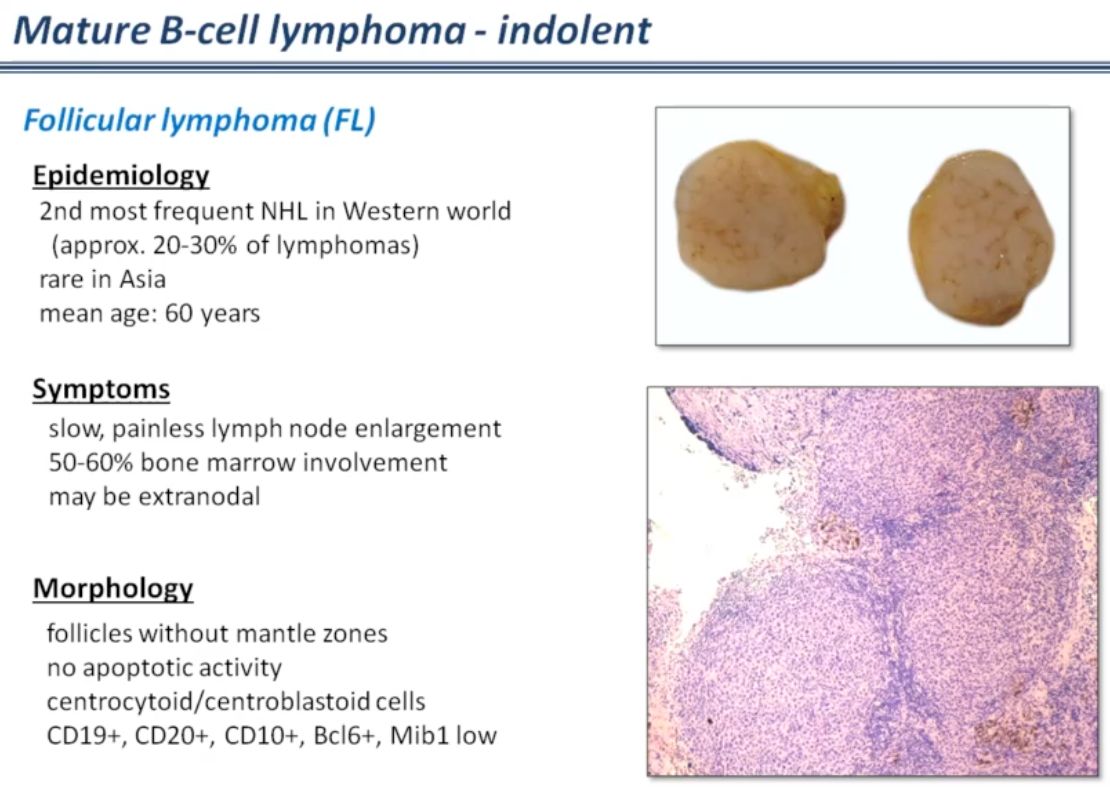 Mature B-cell lymphoma - indolent
Follicular lymphoma (FL)
Epidemiology
2nd most frequent NHL in Western world
(approx. 20-30% of lymphomas)
rare in Asia
mean age: 60 years
Symptoms
slow, painless lymph node enlargement
50-60% bone marrow involvement
may be extranodal
Morphology
follicles without mantle zones
no apoptotic activity
centrocytoid/centroblastoid cells
CD19+, CD20+, CD10+, Bcl6+, Mib1 low